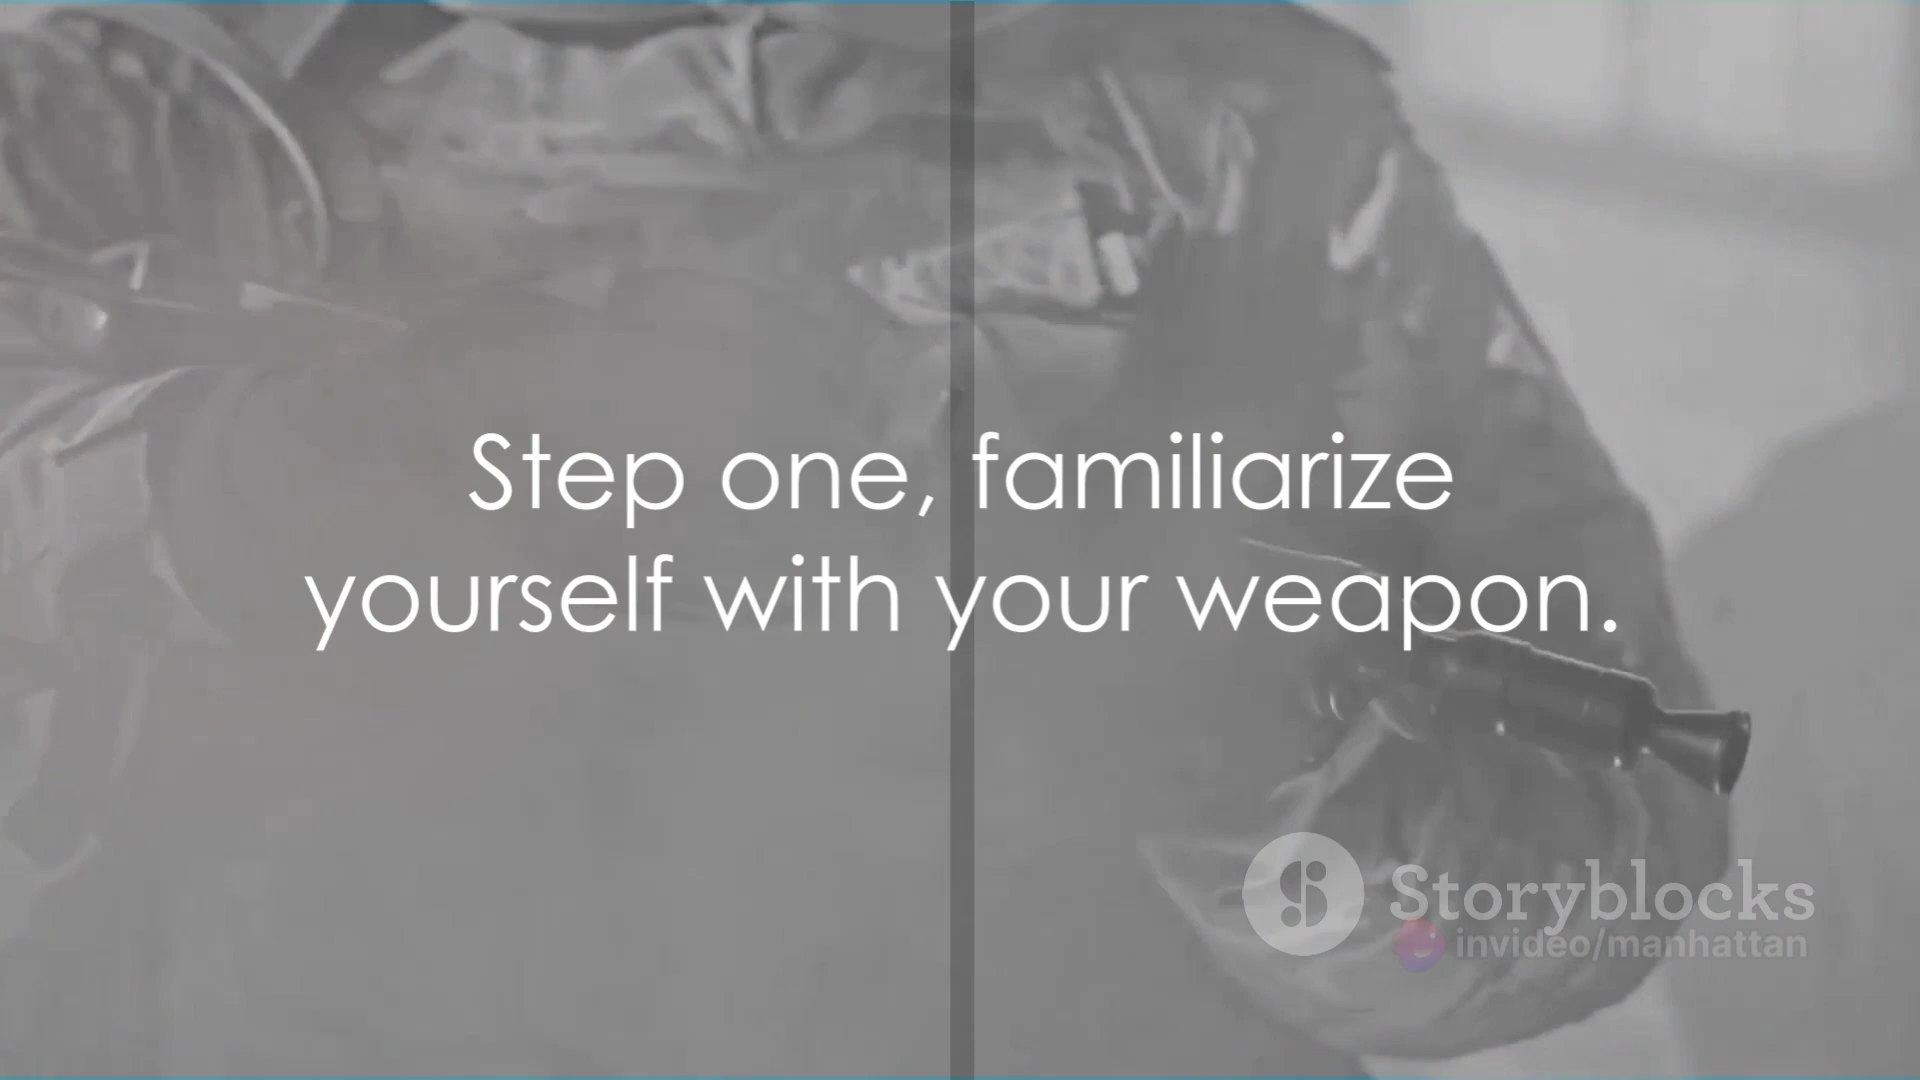 Step one, familiarize
yourself with your weapon.
Storyblocks
invideo/manhattan